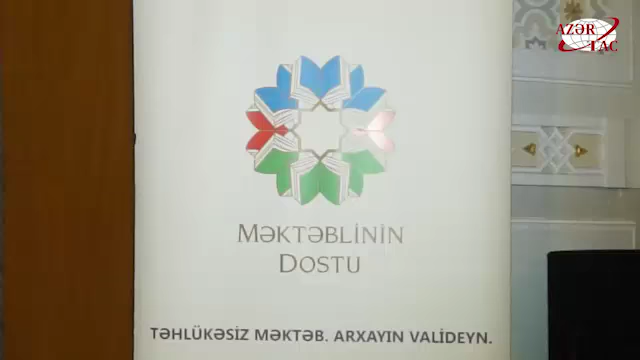 AZƏR
TAC
MƏKTƏBLİNİN
DOSTU
TƏHLÜKƏSİZ MƏKTƏB. ARXAYIN VALİDEYN.